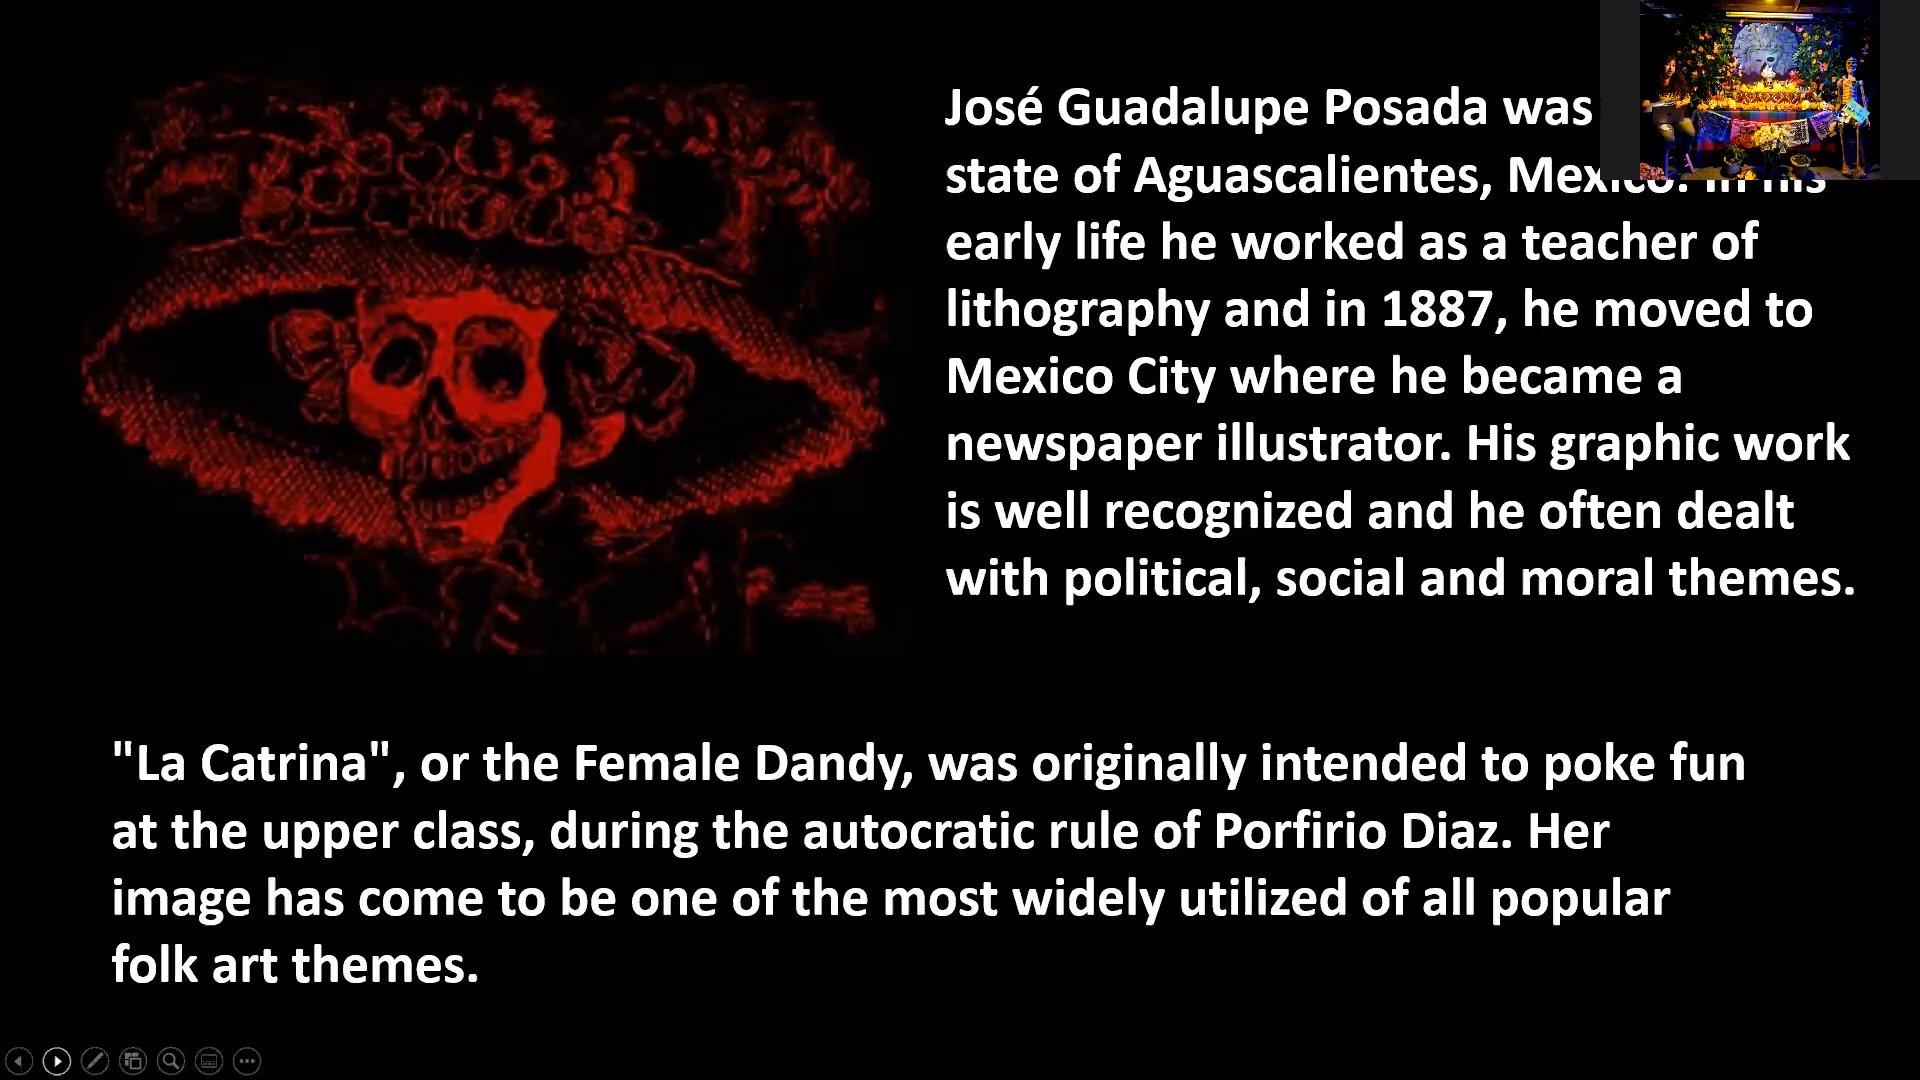 José Guadalupe Posada was
state of Aguascalientes, Mexico. In his
early life he worked as a teacher of
lithography and in 1887, he moved to
Mexico City where he became a
newspaper illustrator. His graphic work
is well recognized and he often dealt
with political, social and moral themes.
"La Catrina", or the Female Dandy, was originally intended to poke fun
at the upper class, during the autocratic rule of Porfirio Diaz. Her
image has come to be one of the most widely utilized of all popular
folk art themes.